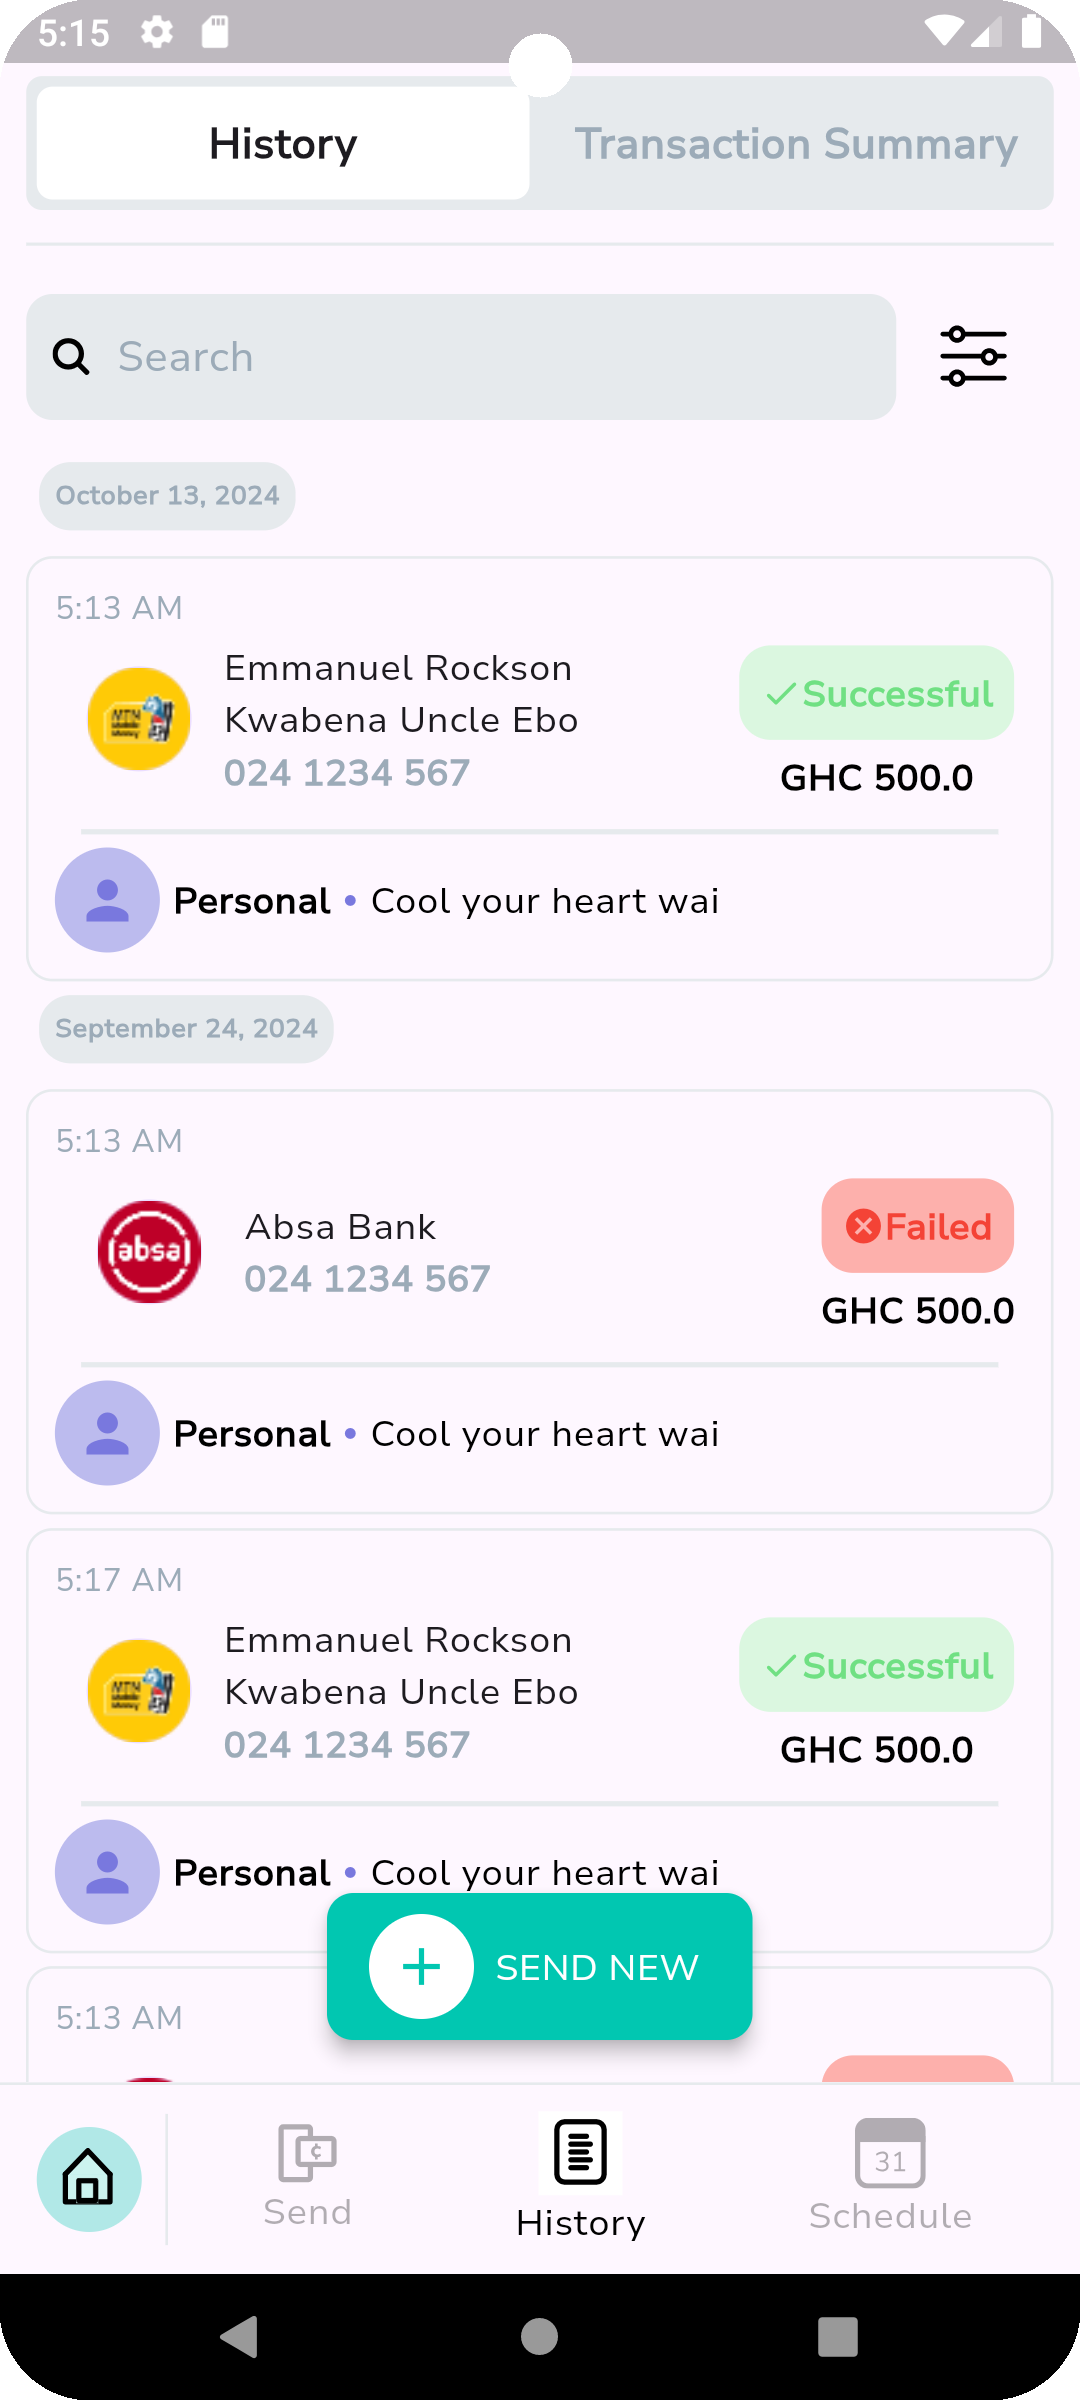 5:15
History
Transaction Summary
Search
October 13, 2024
5:13 AM
Emmanuel Rockson
Kwabena Uncle Ebo
024 1234 567
Successful
GHC 500.0
Personal • Cool your heart wai
September 24, 2024
5:13 AM
absa
Absa Bank
024 1234 567
Failed
GHC 500.0
Personal • Cool your heart wai
5:17 AM
Emmanuel Rockson
Kwabena Uncle Ebo
024 1234 567
Successful
GHC 500.0
Personal • Cool your heart wai
SEND NEW
5:13 AM
Send
History
31
Schedule